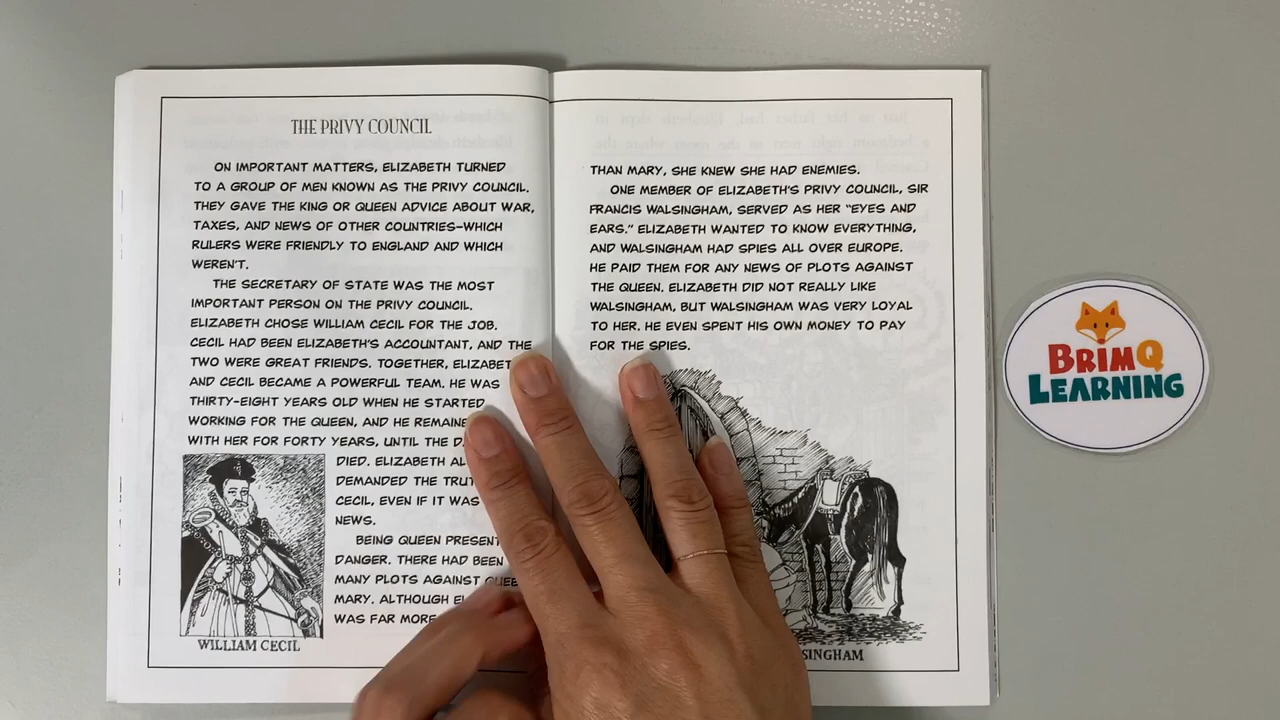 THE PRIVY COUNCIL
ON IMPORTANT MATTERS, ELIZABETH TURNED
TO A GROUP OF MEN KNOWN AS THE PRIVY COUNCIL.
THEY GAVE THE KING OR QUEEN ADVICE ABOUT WAR,
TAXES, AND NEWS OF OTHER COUNTRIES–WHICH
RULERS WERE FRIENDLY TO ENGLAND AND WHICH
WEREN'T.
THE SECRETARY OF STATE WAS THE MOST
IMPORTANT PERSON ON THE PRIVY COUNCIL.
ELIZABETH CHOSE WILLIAM CECIL FOR THE JOB.
CECIL HAD BEEN ELIZABETH'S ACCOUNTANT, AND THE
TWO WERE GREAT FRIENDS. TOGETHER,
AND CECIL BECAME A POWERFUL TEAM. HE WAS
THIRTY-EIGHT YEARS OLD WHEN HE STARTED
WORKING FOR THE QUEEN, AND HE
WITH HER FOR FORTY YEARS, UNTIL THE
DIED. ELIZABETH
DEMANDED THE
CECIL, EVEN IF IT WAS
NEWS.
BEING QUEEN
DANGER. THERE HAD BEEN
MANY PLOTS AGAINST
MARY. ALTHOUGH
WAS FAR MORE
WILLIAM CECIL
THAN MARY, SHE KNEW SHE HAD ENEMIES.
ONE MEMBER OF ELIZABETH'S PRIVY COUNCIL, SIR
FRANCIS WALSINGHAM, SERVED AS HER "EYES AND
EARS." ELIZABETH WANTED TO KNOW EVERYTHING,
AND WALSINGHAM HAD SPIES ALL OVER EUROPE.
HE PAID THEM FOR ANY NEWS OF PLOTS AGAINST
THE QUEEN. ELIZABETH DID NOT REALLY LIKE
WALSINGHAM, BUT WALSINGHAM WAS VERY LOYAL
TO HER. HE EVEN SPENT HIS OWN MONEY TO PAY
FOR THE SPIES.
BRIMQ
LEARNING